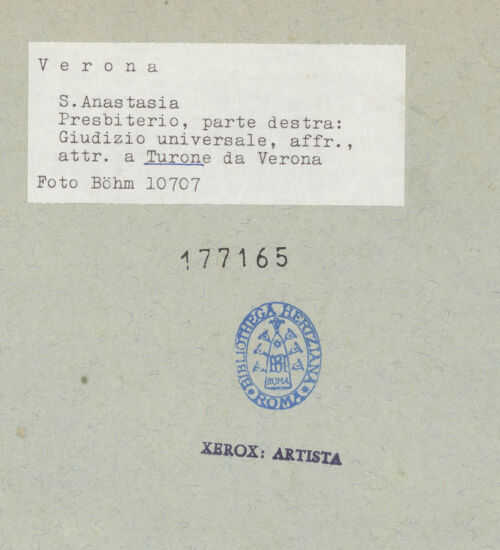 Verona
S.Anastasia
Presbiterio, parte destra:
Giudizio universale, affr.,
attr. a Turone da Verona
Foto Böhm 10707
177165
BIBLIOTHECA HERTZIANA
ROMA
ROMA
XEROX: ARTISTA